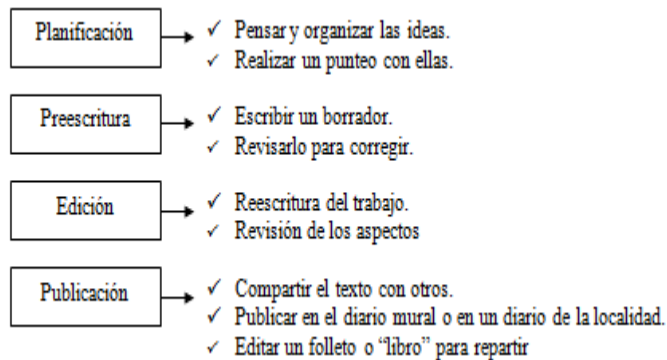 Planificación
✓ Pensar y organizar las ideas.
✓ Realizar un punteo con ellas.
Preescritura
✓ Escribir un borrador.
✓ Revisarlo para corregir.
Edición
✓ Reescritura del trabajo.
✓ Revisión de los aspectos
Publicación
✓ Compartir el texto con otros.
✓ Publicar en el diario mural o en un diario de la localidad.
✓ Editar un folleto o “libro” para repartir